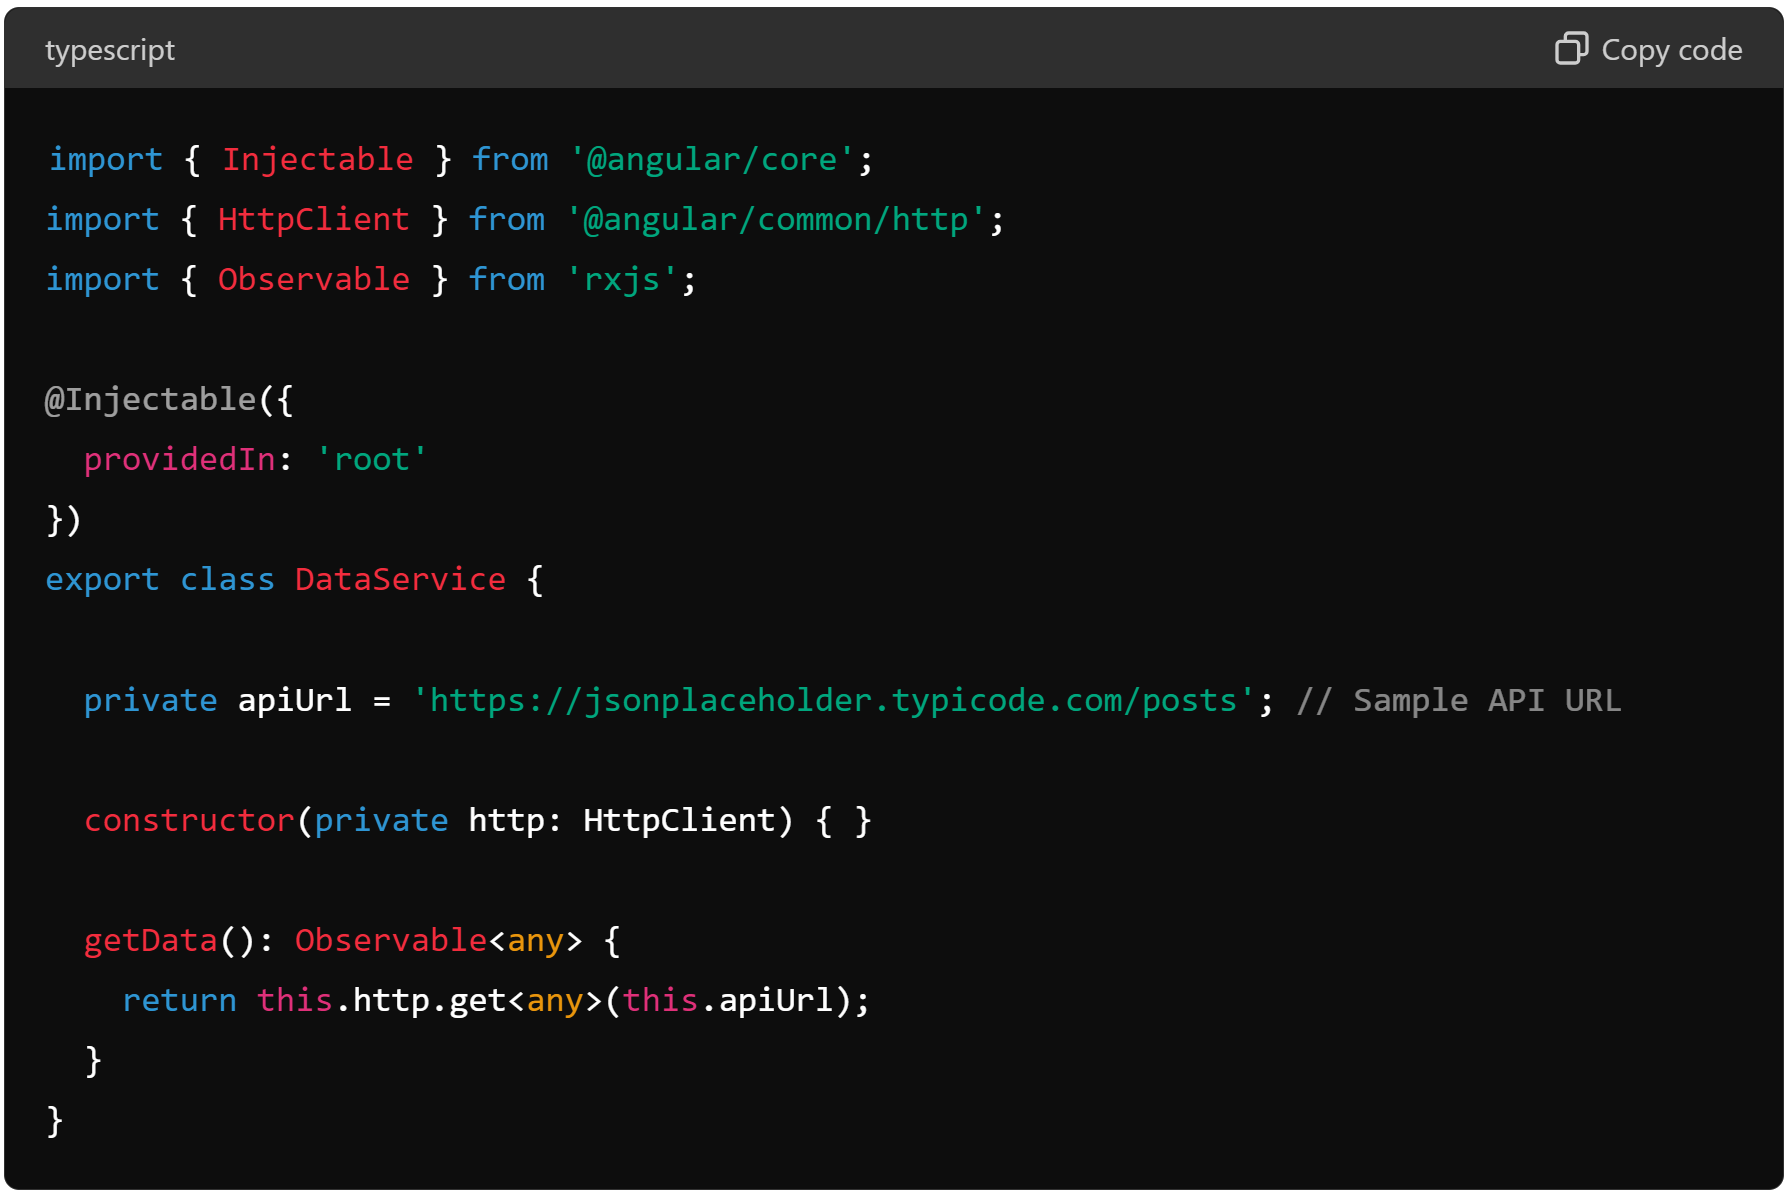 typescript
Copy code
import { Injectable } from '@angular/core';
import { HttpClient } from '@angular/common/http';
import { Observable } from 'rxjs';
@Injectable({
  providedIn: 'root'
})
export class DataService {
  private apiUrl = 'https://jsonplaceholder.typicode.com/posts'; // Sample API URL
  constructor(private http: HttpClient) { }
  getData(): Observable<any> {
    return this.http.get<any>(this.apiUrl);
  }
}